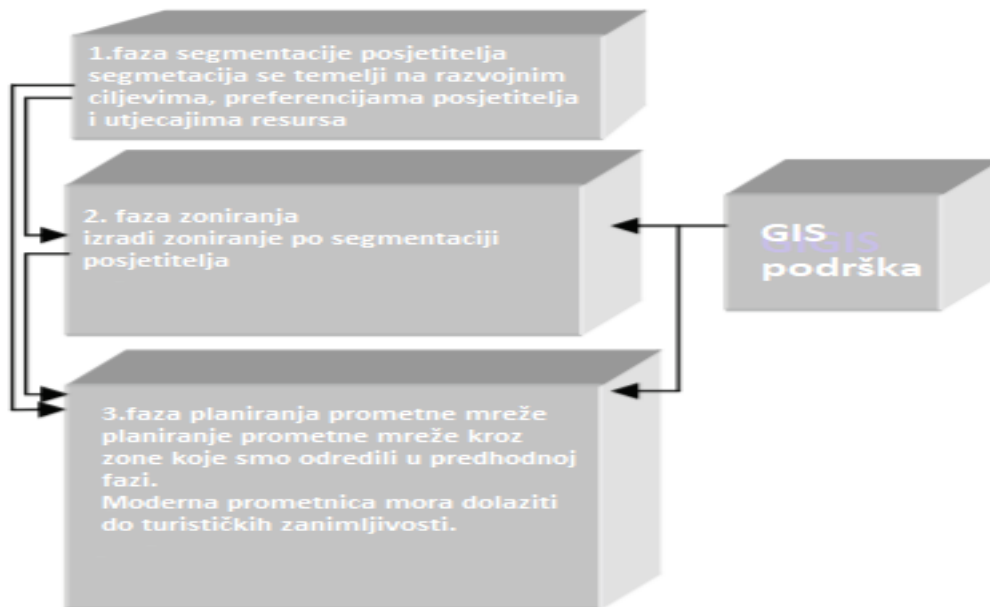 1.faza segmentacije posjetitelja
segmetacija se temelji na razvojnim
ciljevima, preferencijama posjetitelja
i utjecajima resursa
2. faza zoniranja
izradi zoniranje po segmentaciji
posjetitelja
GIS
GIGIS
podrška
3.faza planiranja prometne mreže
planiranje prometne mreže kroz
zone koje smo odredili u predhodnoj
fazi.
Moderna prometnica mora dolaziti
do turističkih zanimljivosti.